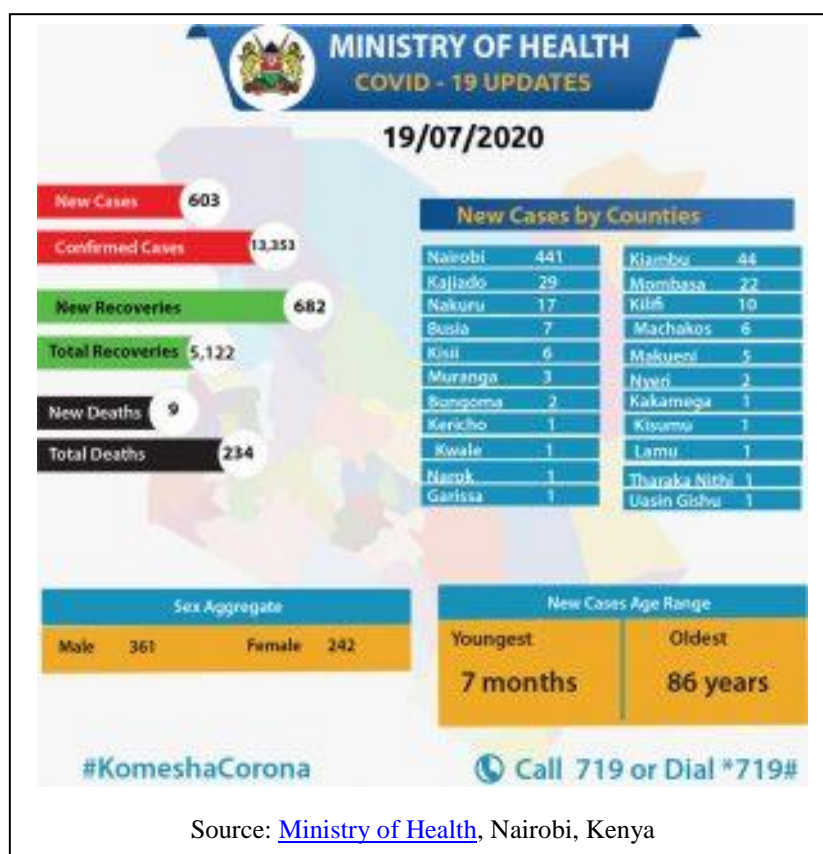 MINISTRY OF HEALTH
COVID - 19 UPDATES
19/07/2020
New Cases 603
Confirmed Cases 13,353
New Recoveries 682
Total Recoveries 5,122
New Deaths 9
Total Deaths 234
New Cases by Counties
Nairobi 441
Kajiado 29
Nakuru 17
Busia 7
Kisii 6
Muranga 3
Bungoma 2
Kericho 1
Kwale 1
Narok 1
Garissa 1
Kiambu 44
Mombasa 22
Kilifi 10
Machakos 6
Makueni 5
Nyeri 2
Kakamega 1
Kisumu 1
Lamu 1
Tharaka Nithi 1
Uasin Gishu 1
Sex Aggregate
Male 361 Female 242
New Cases Age Range
Youngest Oldest
7 months 86 years
#KomeshaCorona
Call 719 or Dial *719#
Source: Ministry of Health, Nairobi, Kenya